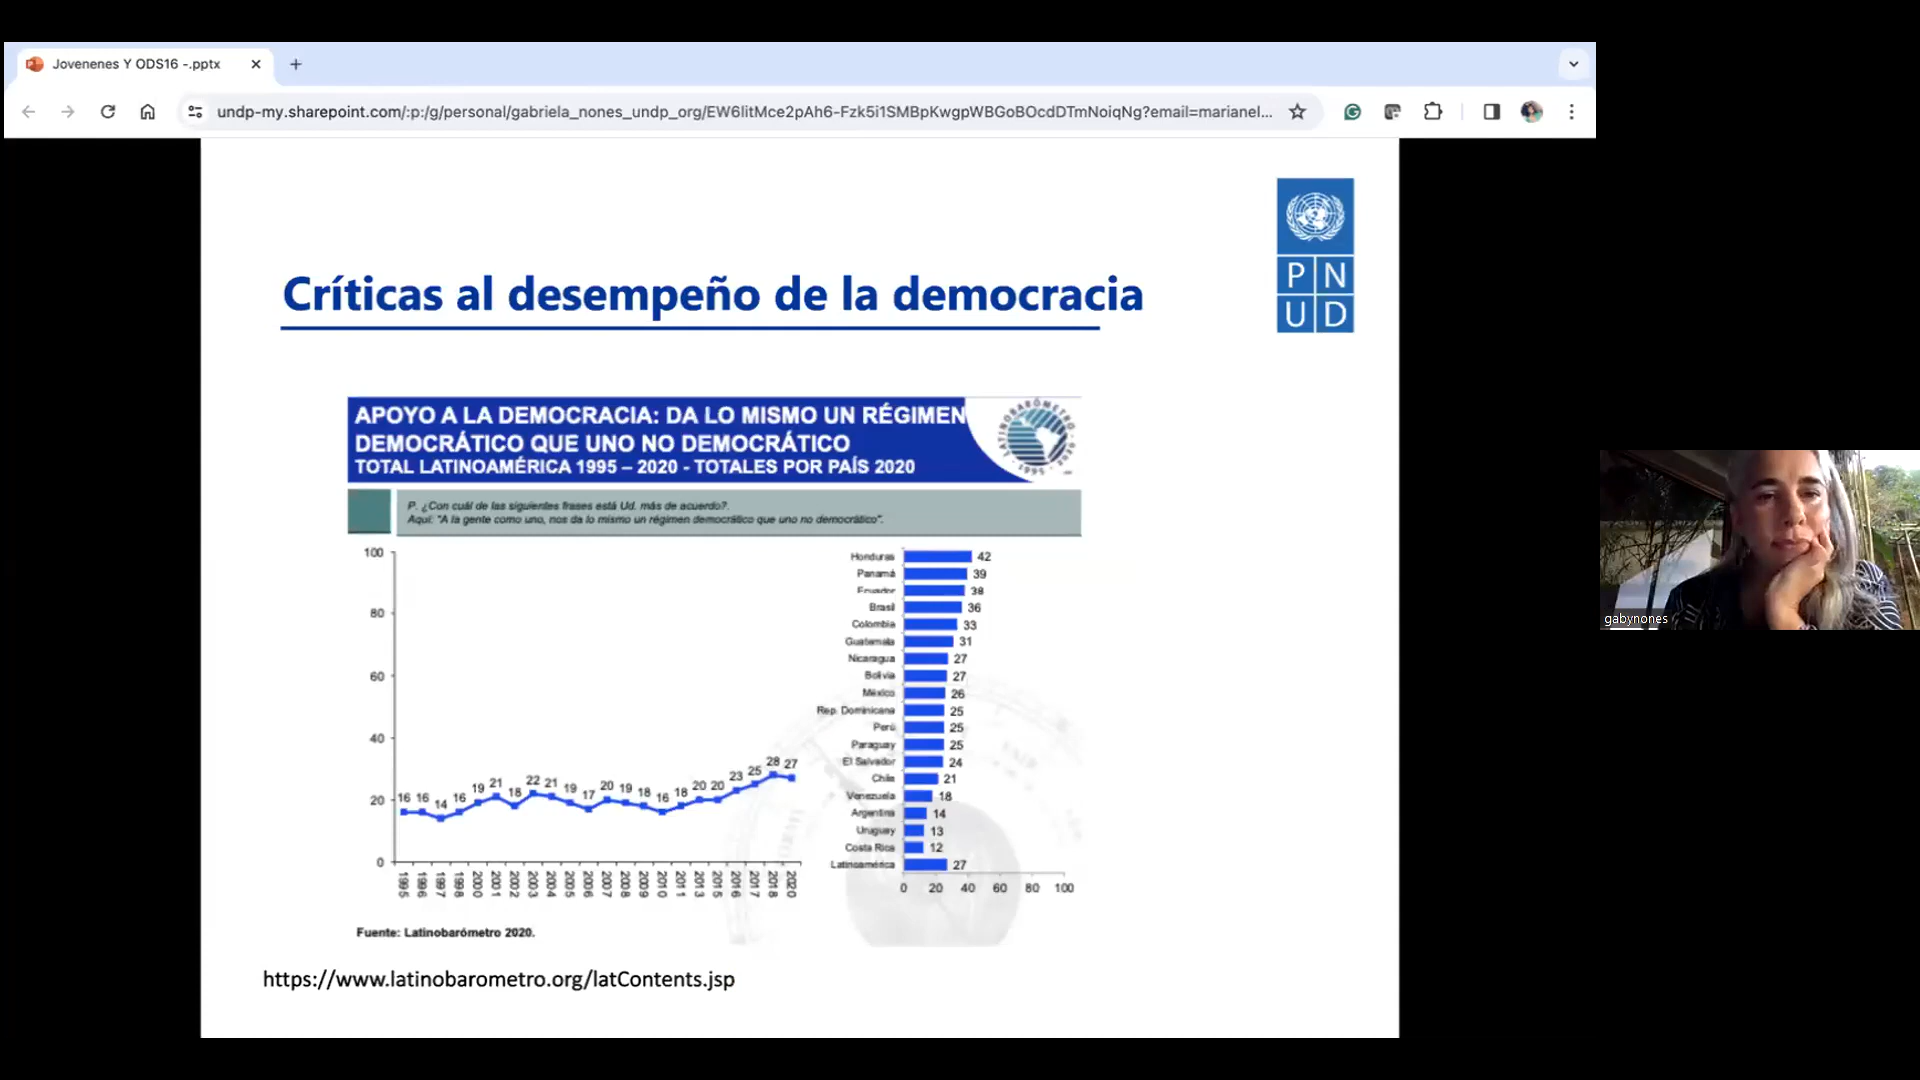 Jovenenes Y ODS16 -.pptx
undp-my.sharepoint.com/:p:/g/personal/gabriela_nones_undp_org/EW6litMce2pAh6-Fzk5i1SMBpKwgpWBGoBOcdDTmNoiqNg?email=marianel...
P N
U D
Críticas al desempeño de la democracia
APOYO A LA DEMOCRACIA: DA LO MISMO UN RÉGIMEN
DEMOCRÁTICO QUE UNO NO DEMOCRÁTICO
TOTAL LATINOAMÉRICA 1995 – 2020 - TOTALES POR PAÍS 2020
LATINOBARÓMETRO
1995
P. ¿Con cuál de las siguientes frases está Ud. más de acuerdo?.
Aquí: "A la gente como uno, nos da lo mismo un régimen democrático que uno no democrático".
100
80
60
40
20
0
16 16 14 16 19 21 18 22 21 19 17 20 19 18 16 18 20 20 23 25 28 27
1995 1996 1997 1998 2000 2001 2002 2003 2004 2005 2006 2007 2008 2009 2010 2011 2013 2015 2016 2017 2018 2020
Honduras 42
Panamá 39
Ecuador 38
Brasil 36
Colombia 33
Guatemala 31
Nicaragua 27
Bolivia 27
México 26
Rep. Dominicana 25
Perú 25
Paraguay 25
El Salvador 24
Chile 21
Venezuela 18
Argentina 14
Uruguay 13
Costa Rica 12
Latinoamérica 27
0 20 40 60 80 100
Fuente: Latinobarómetro 2020.
https://www.latinobarometro.org/latContents.jsp
gabynones